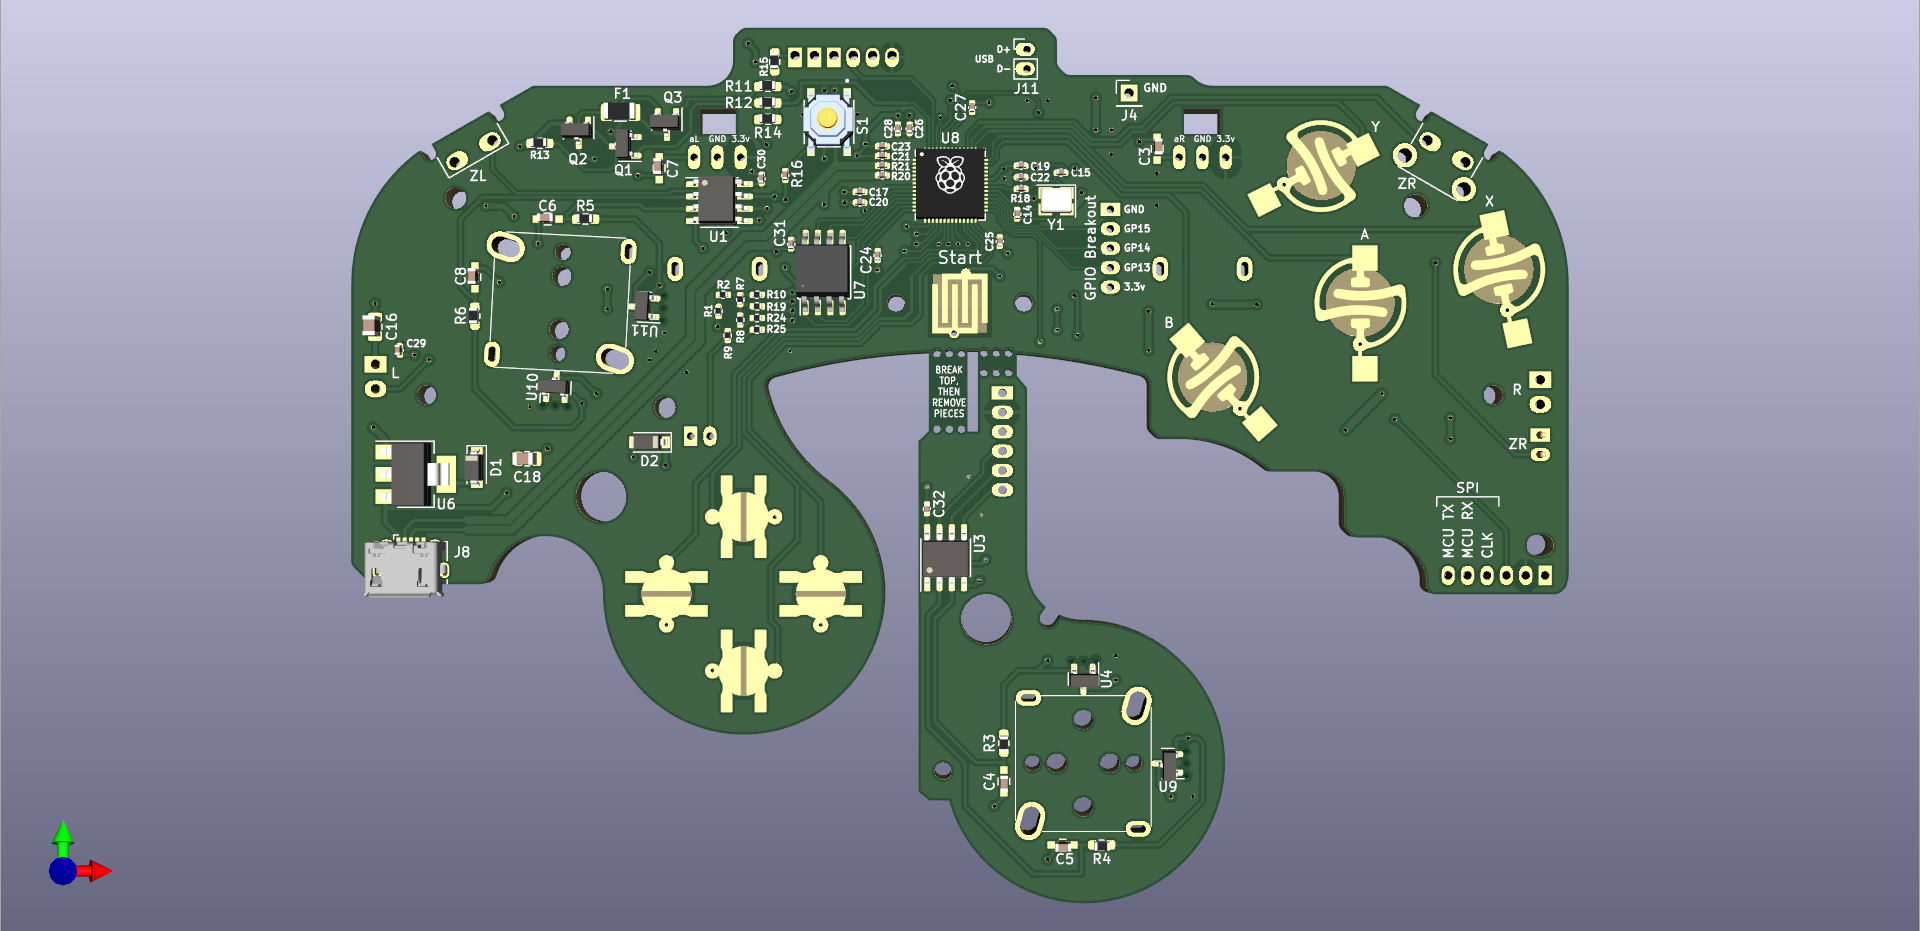 R15
D+
USB
D-
J11
R11
R12
R14
S1
F1
Q3
C27
J4
GND
Q2
R13
Q1
C7
aL GND 3.3v
C30
R16
C28
C26
C23
C21
R21
R20
C17
C20
U8
C19
C22
R18
C14
C15
Y1
C25
C3
aR GND 3.3v
Y
ZR
X
A
B
ZL
C6
R5
U1
C31
C24
U7
Start
GPIO Breakout
GND
GP15
GP14
GP13
3.3v
C8
R6
U11
R2
R7
R1
R10
R19
R24
R25
R8
R9
C16
C29
L
U10
BREAK
TOP,
THEN
REMOVE
PIECES
D2
D1
C18
U6
J8
R
ZR
SPI
MCU TX
MCU RX
CLK
C32
U3
U4
R3
C4
U9
C5
R4